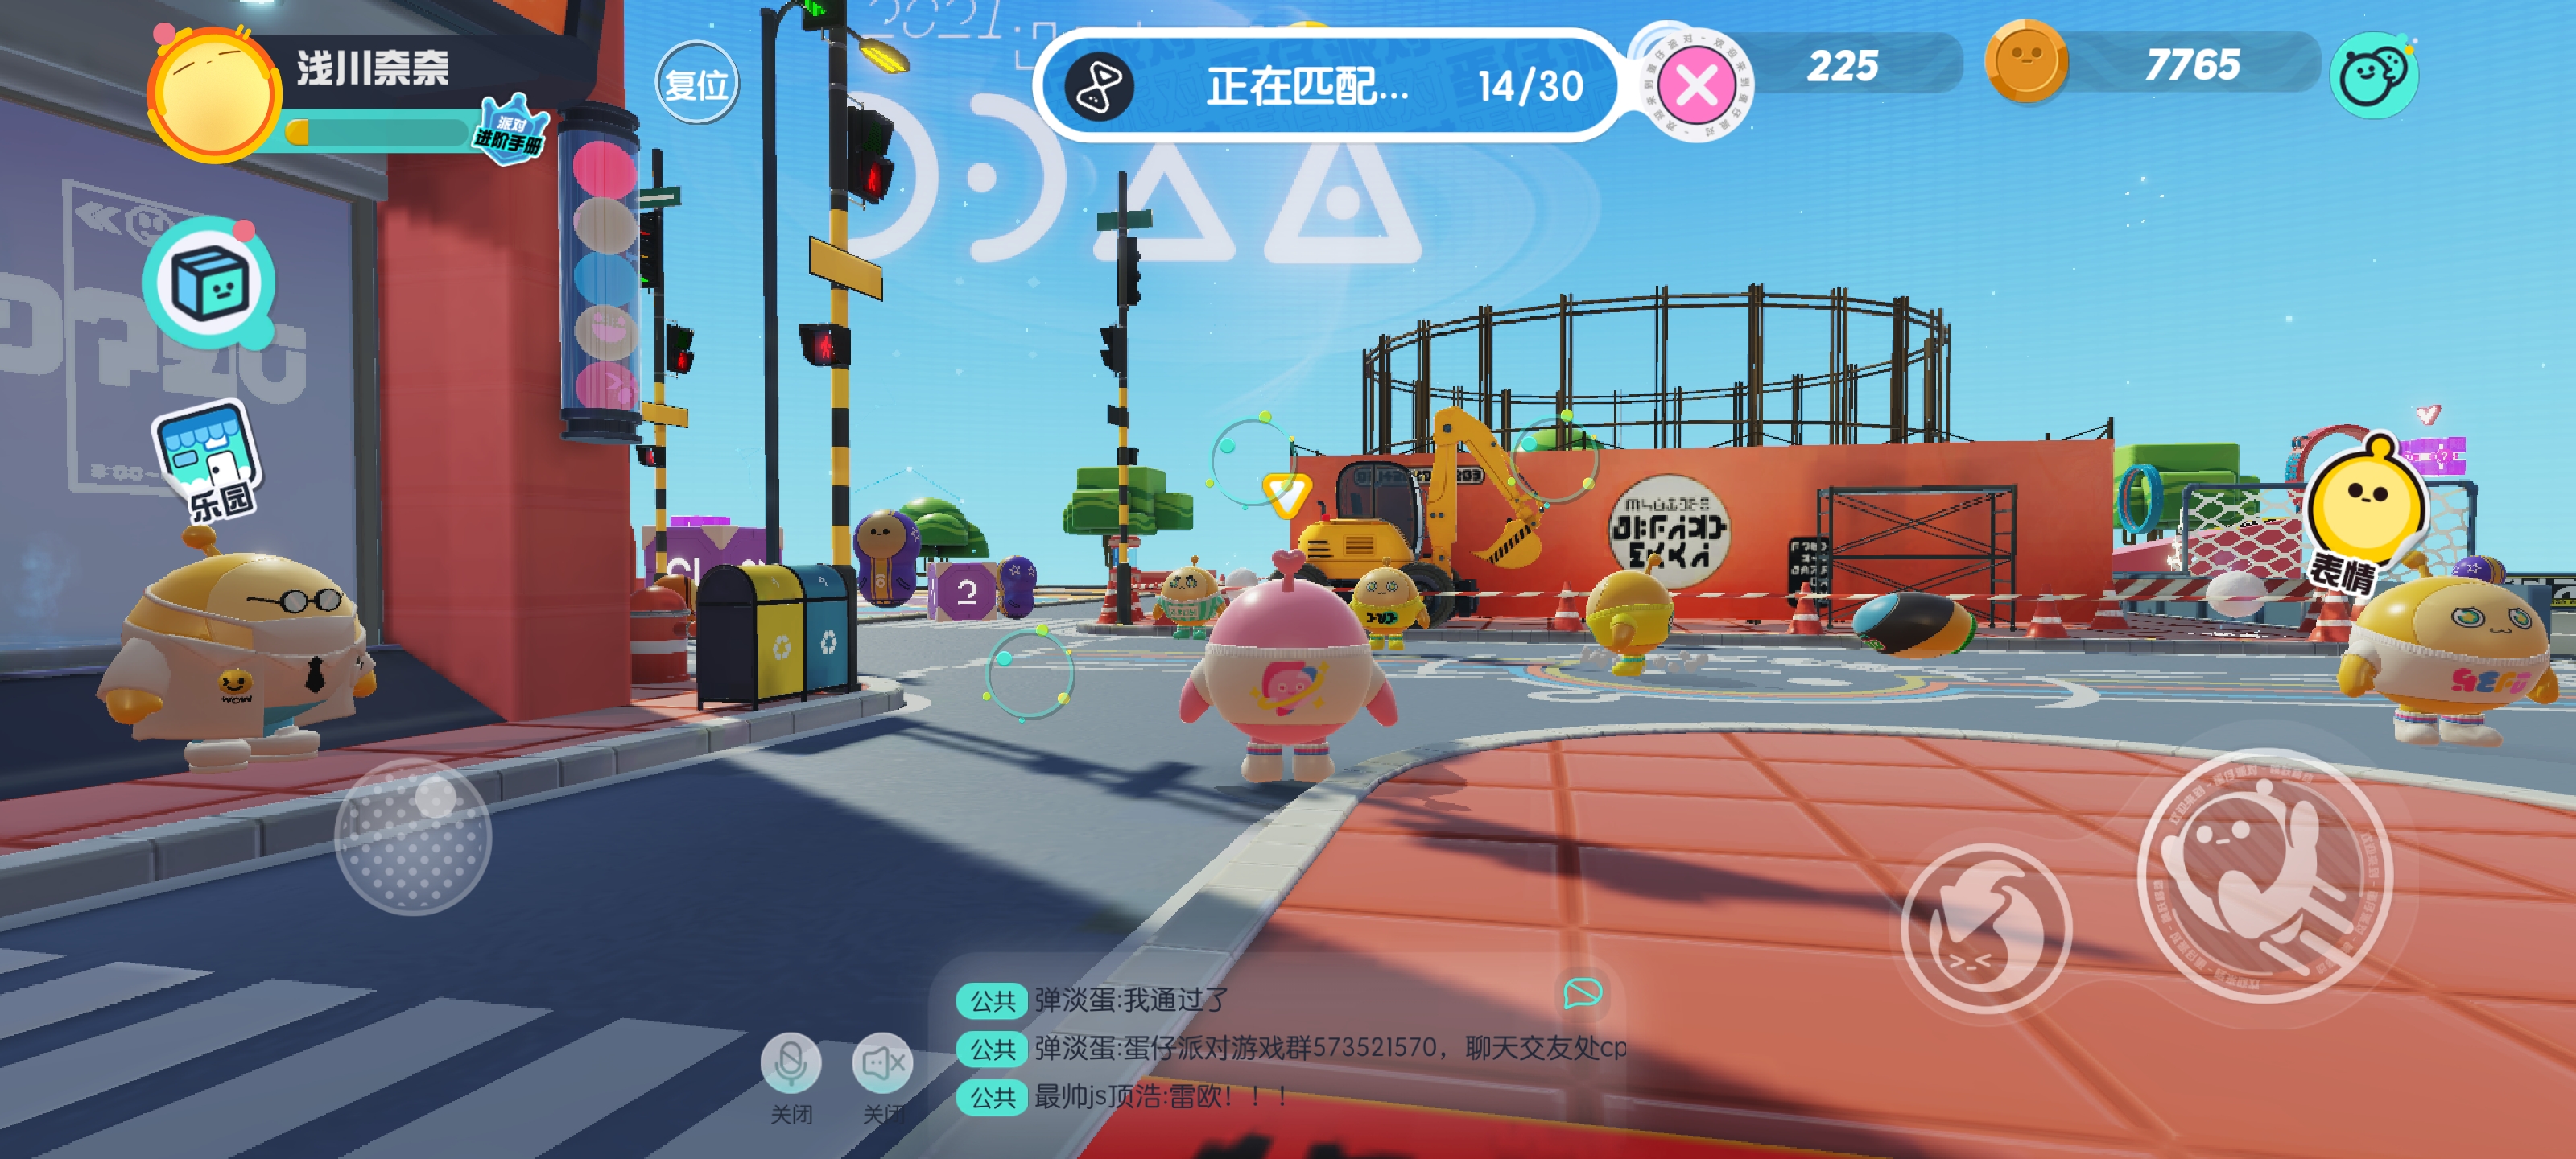 浅川奈奈
派对
进阶手册
复位
正在匹配... 14/30
225
7765
乐园
表情
2021
2
wow
公共 弹淡蛋:我通过了
公共 弹淡蛋:蛋仔派对游戏群573521570，聊天交友处cp
公共 最帅js顶浩:雷欧！！！
关闭
关闭